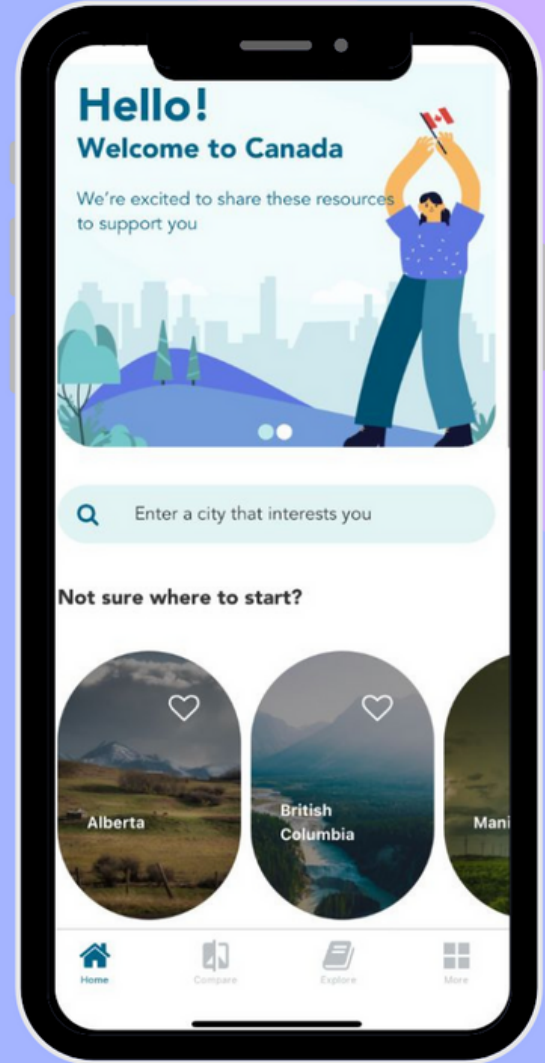 Hello!
Welcome to Canada
We're excited to share these resources
to support you
Enter a city that interests you
Not sure where to start?
Alberta
British
Columbia
Mani
Home
Compare
Explore
More